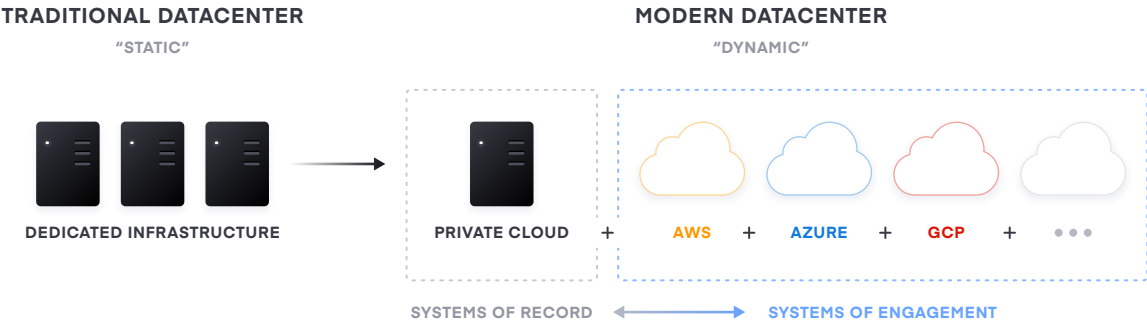 TRADITIONAL DATACENTER
“STATIC”
DEDICATED INFRASTRUCTURE
MODERN DATACENTER
“DYNAMIC”
PRIVATE CLOUD + AWS + AZURE + GCP + •••
SYSTEMS OF RECORD
SYSTEMS OF ENGAGEMENT